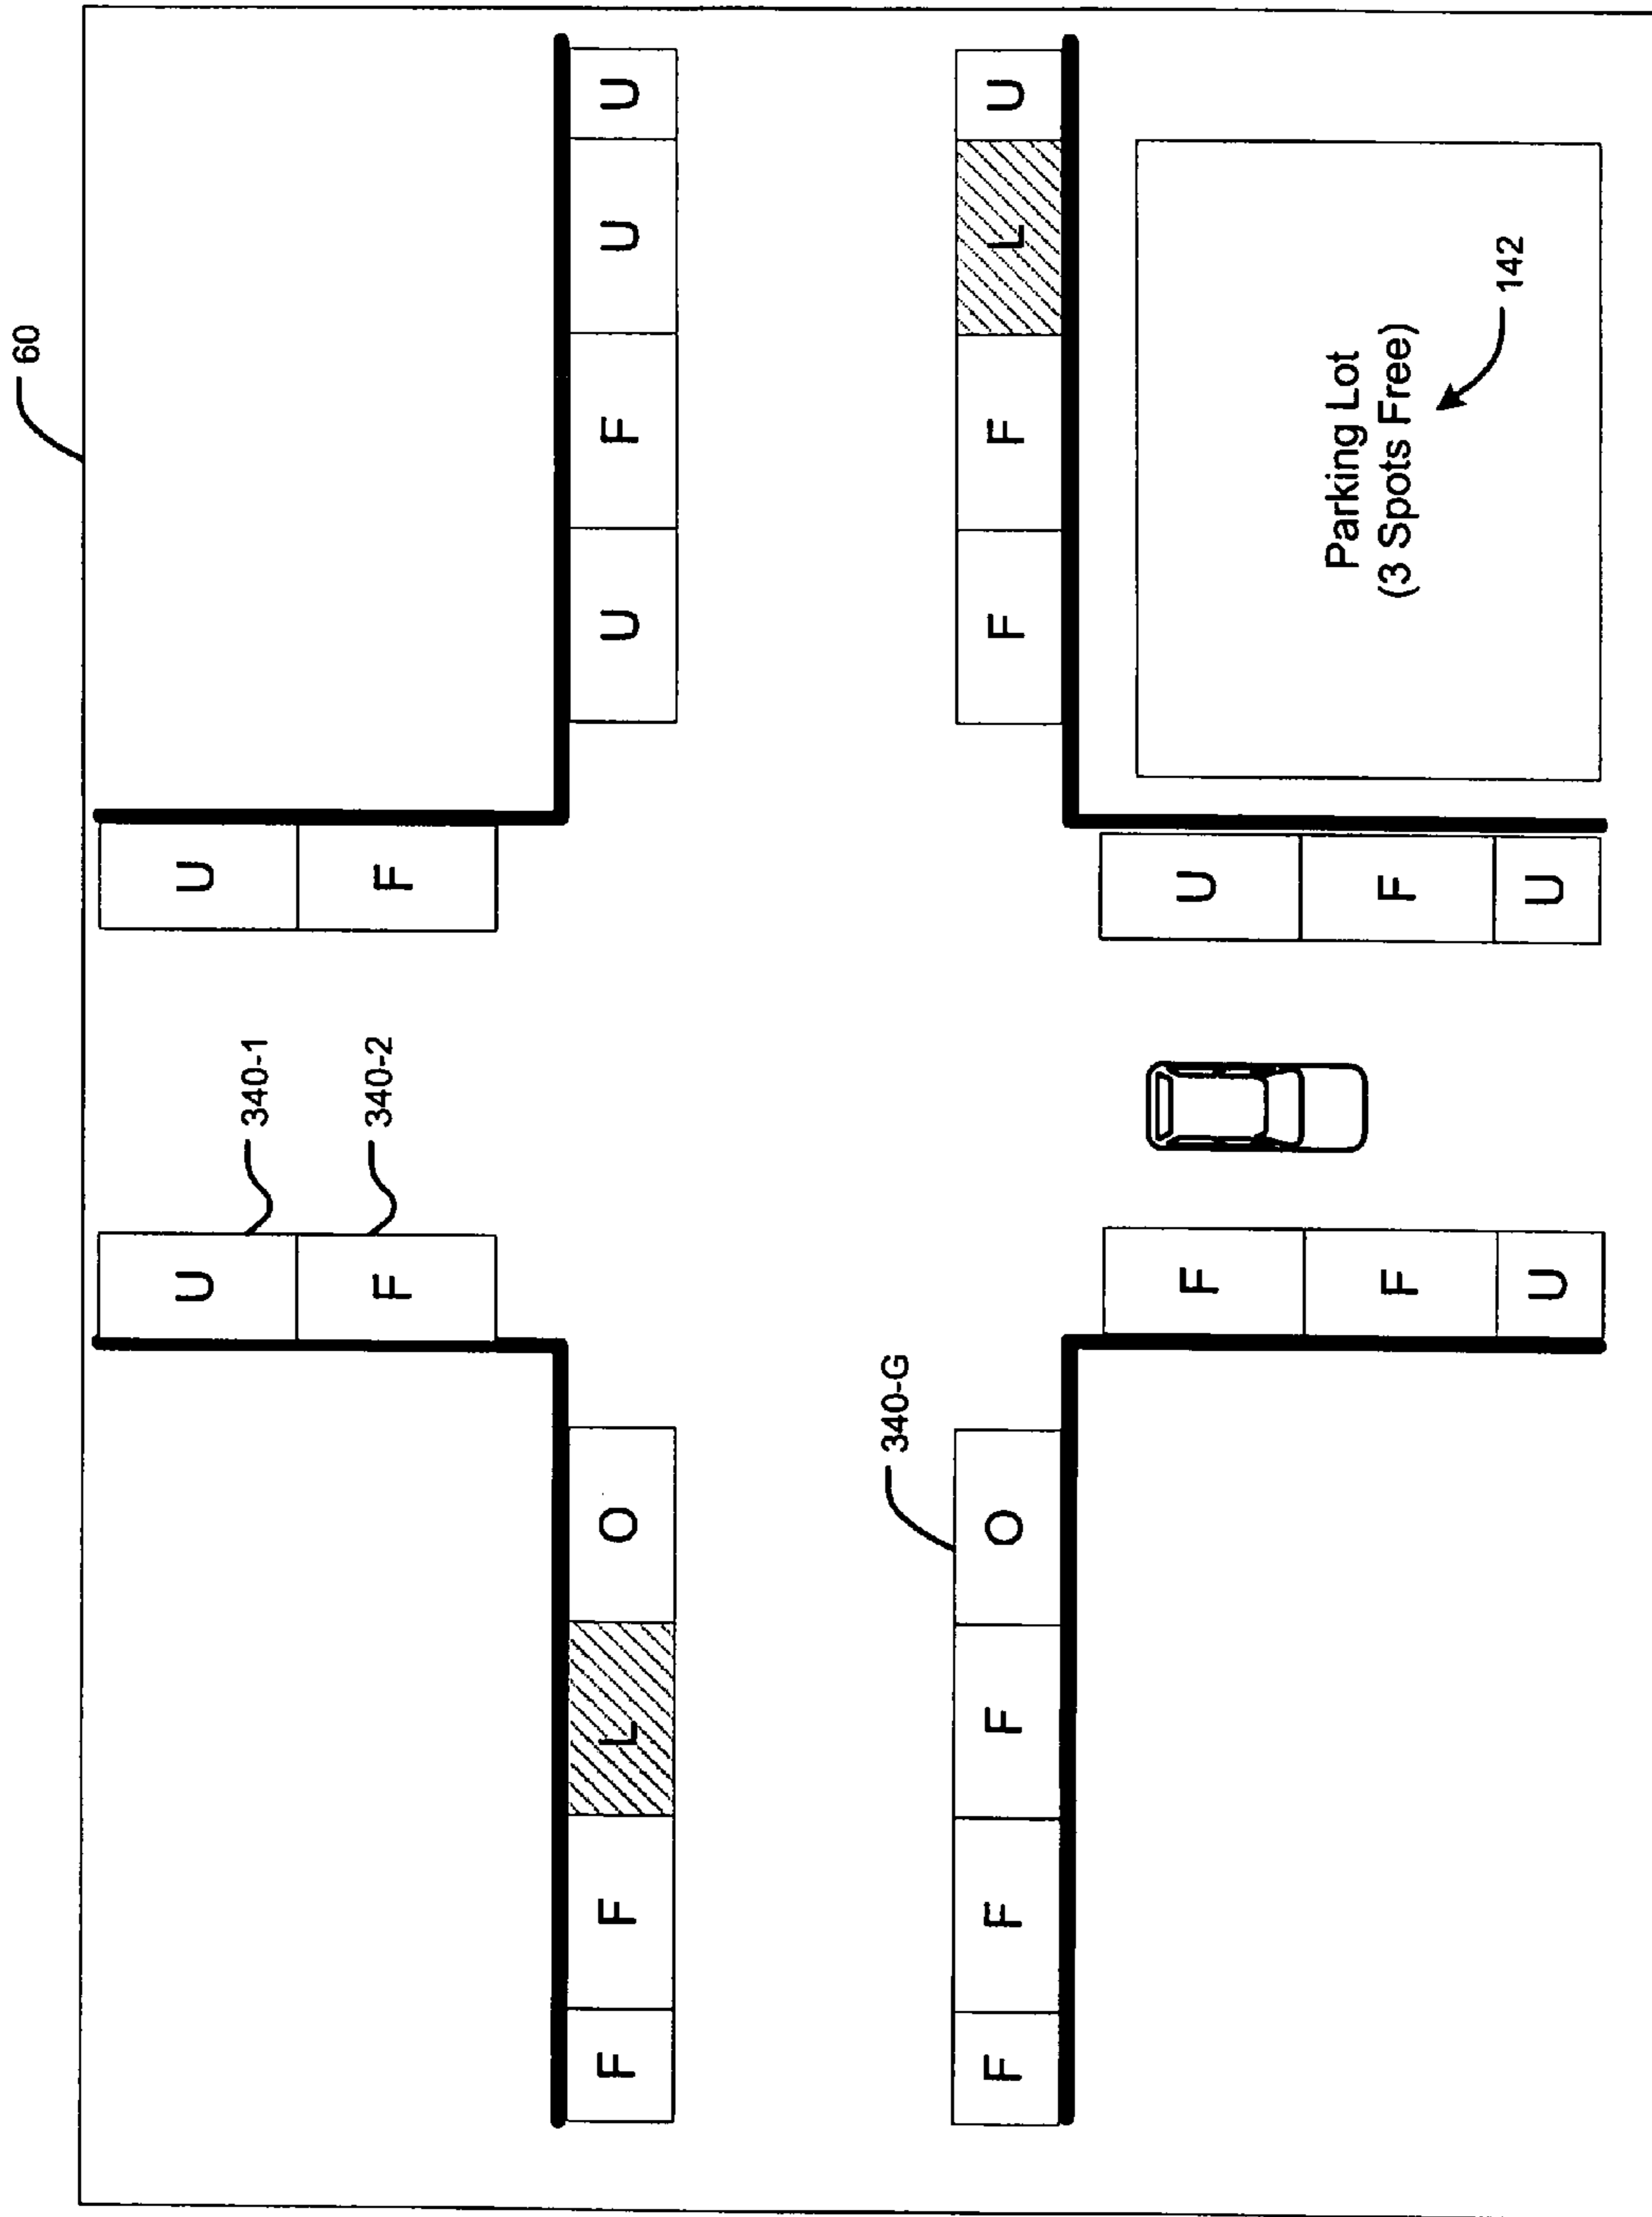 60
U U
340-1
340-2
F F
F F L O U F U U
340-G
F F F O F F L U
F U
Parking Lot
(3 Spots Free)
F F
142
U U